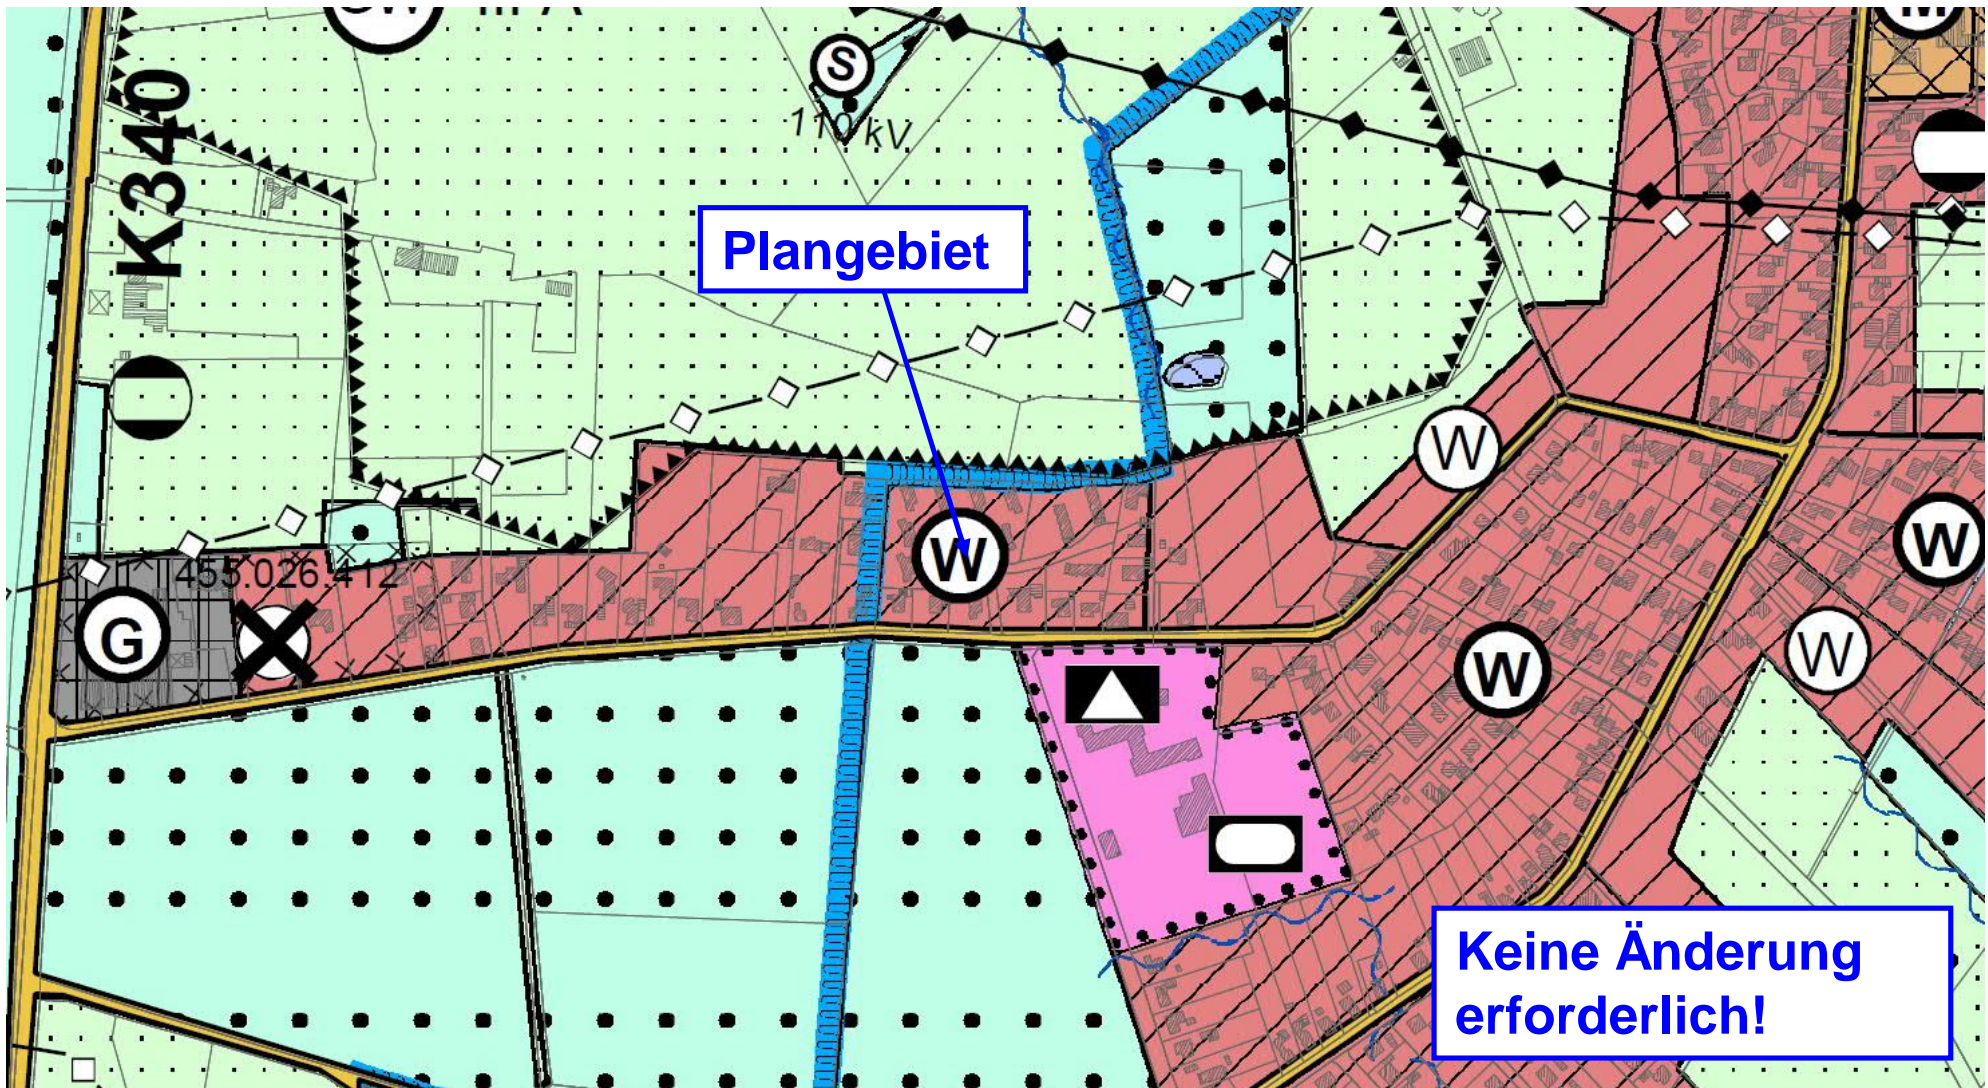 S
110 kV
K340
Plangebiet
W
W
W
455.026.412
G
W
W
Keine Änderung
erforderlich!